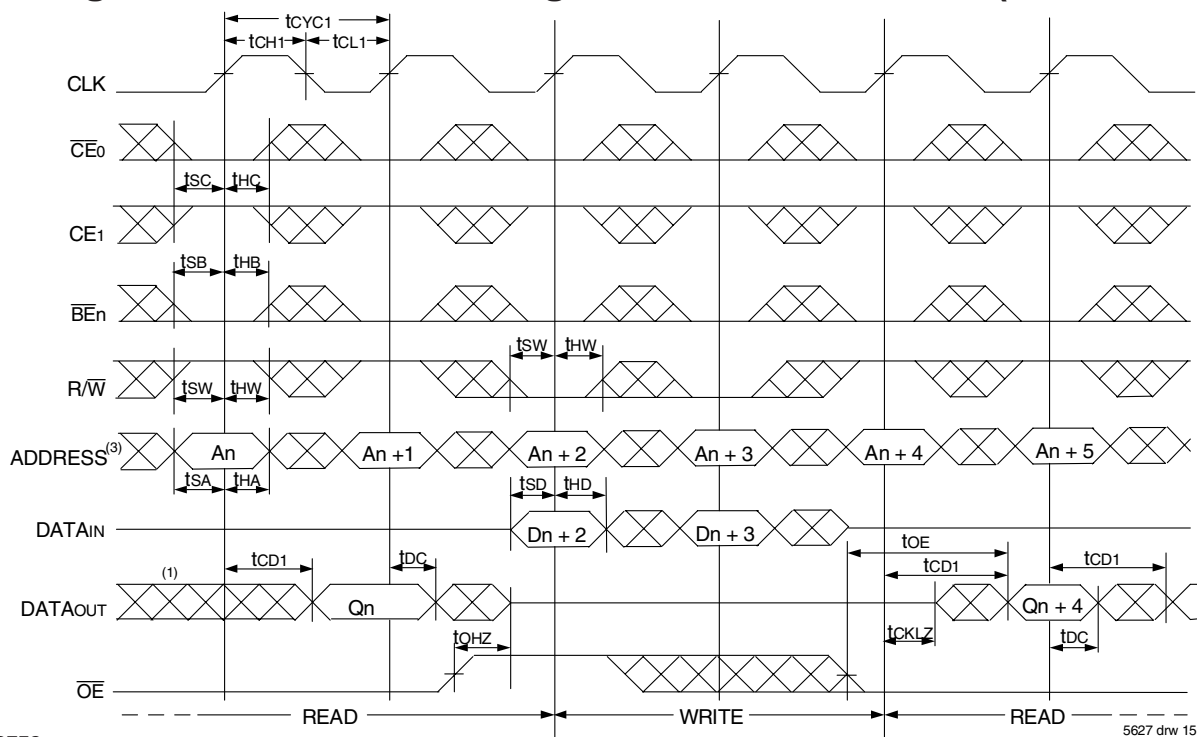 tCYC1
tCH1 tCL1
CLK
CE0
tSC tHC
CE1
tSB tHB
BEn
tSW tHW
R/W
tSW tHW
ADDRESS(3) An An +1 An + 2 An + 3 An + 4 An + 5
tSA tHA
tSD tHD
DATAIN Dn + 2 Dn + 3
tOE
tCD1 tDC tCD1 tCD1
(1)
DATAOUT Qn Qn + 4
tOHZ tCKLZ tDC
OE
READ WRITE READ
5627 drw 15